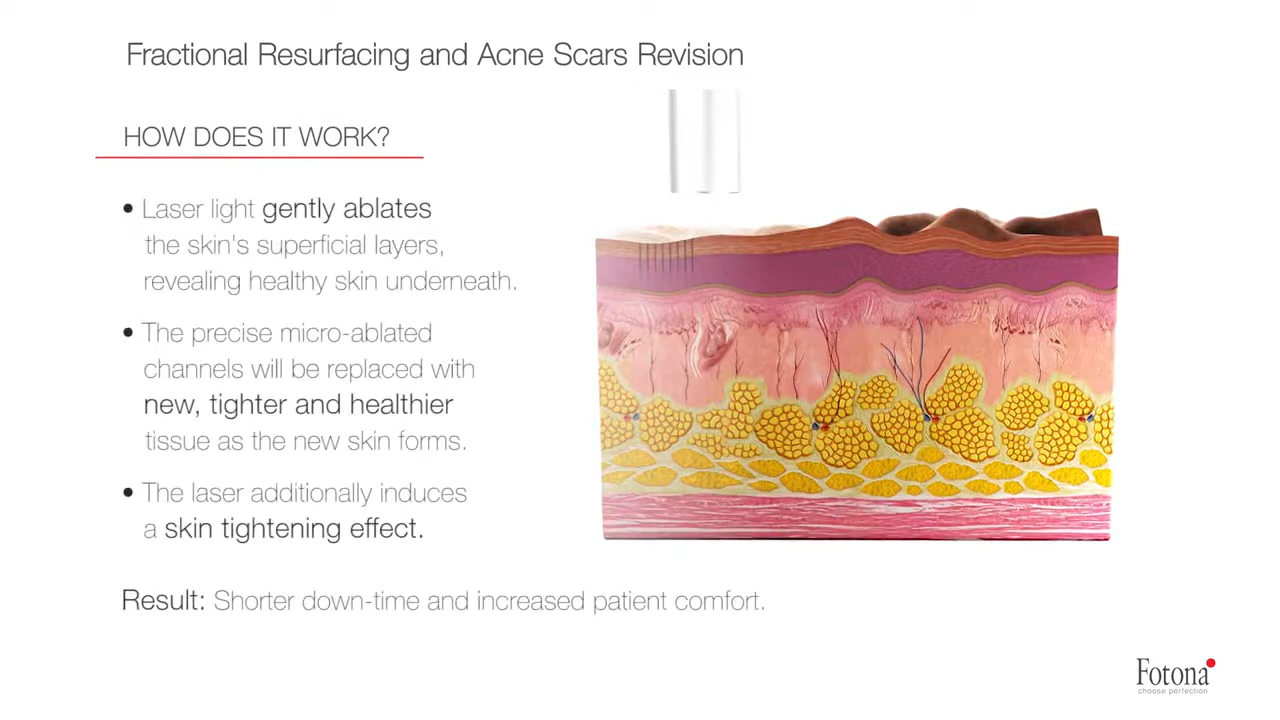 Fractional Resurfacing and Acne Scars Revision
HOW DOES IT WORK?
• Laser light gently ablates
the skin's superficial layers,
revealing healthy skin underneath.
• The precise micro-ablated
channels will be replaced with
new, tighter and healthier
tissue as the new skin forms.
• The laser additionally induces
a skin tightening effect.
Result: Shorter down-time and increased patient comfort.
Fotona
choose perfection